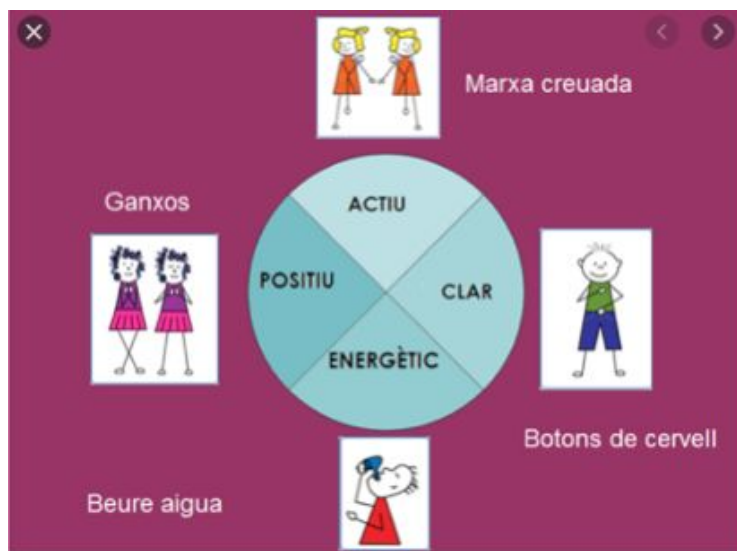 Marxa creuada
Ganxos
ACTIU
POSITIU
CLAR
ENERGÈTIC
Botons de cervell
Beure aigua